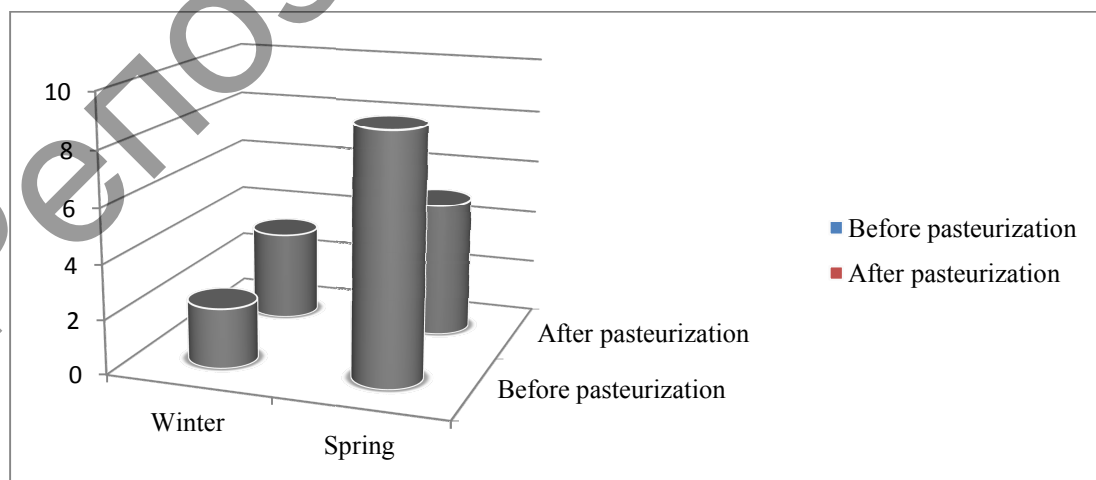 10
8
6
4
2
0
Winter
Spring
After pasteurization
Before pasteurization
Before pasteurization
After pasteurization